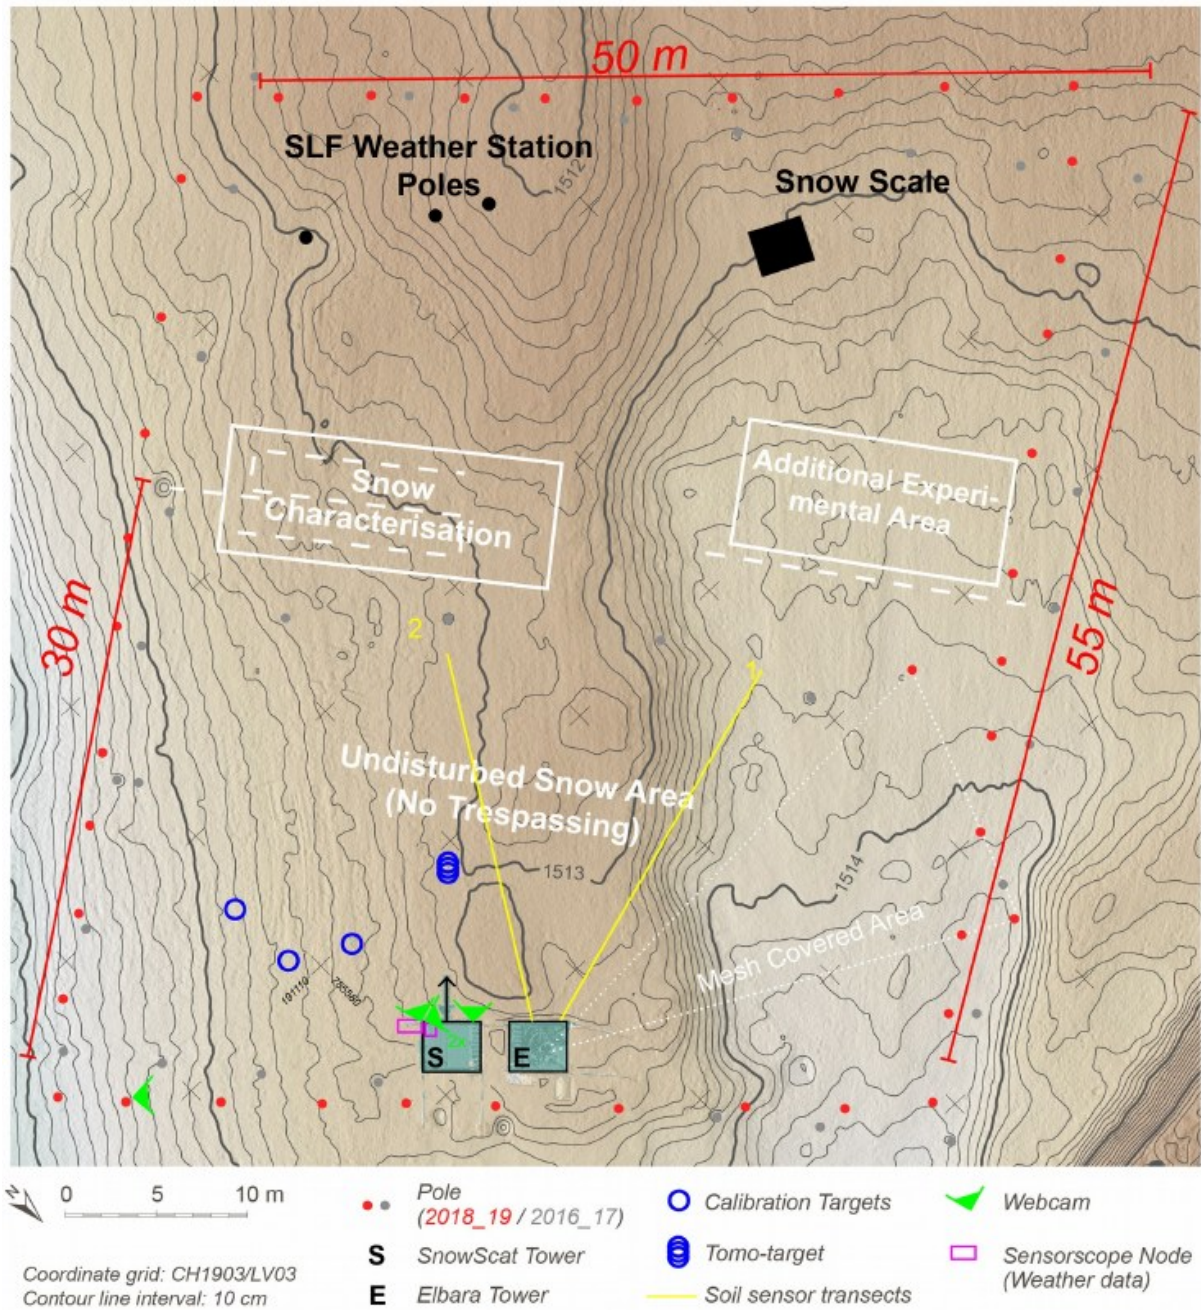 50 m
SLF Weather Station
Poles
1512
Snow Scale
Snow
Characterisation
Additional Experi-
mental Area
30 m
55 m
2
1
Undisturbed Snow Area
(No Trespassing)
1513
1514
Mesh Covered Area
191110
755560
2x
S
E
N
0 5 10 m
Coordinate grid: CH1903/LV03
Contour line interval: 10 cm
Pole
(2018_19 / 2016_17)
S SnowScat Tower
E Elbara Tower
Calibration Targets
Tomo-target
Soil sensor transects
Webcam
Sensorscope Node
(Weather data)